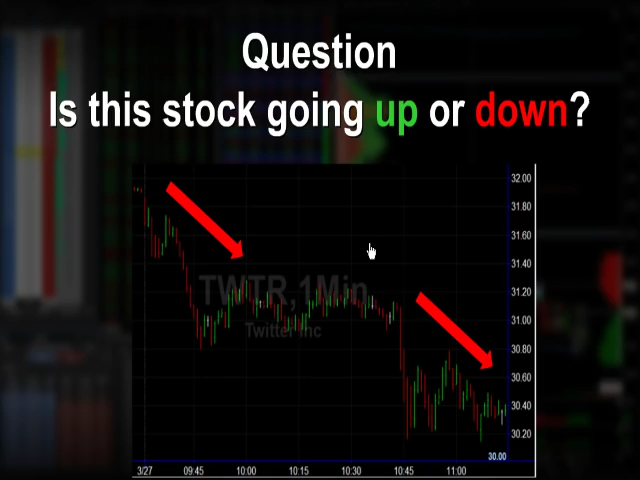 Question
Is this stock going up or down?
32.00
31.80
31.60
31.40
TWTR,1Min
31.20
Twitter Inc
31.00
30.80
30.60
30.40
30.20
30.00
3/27 09:45 10:00 10:15 10:30 10:45 11:00